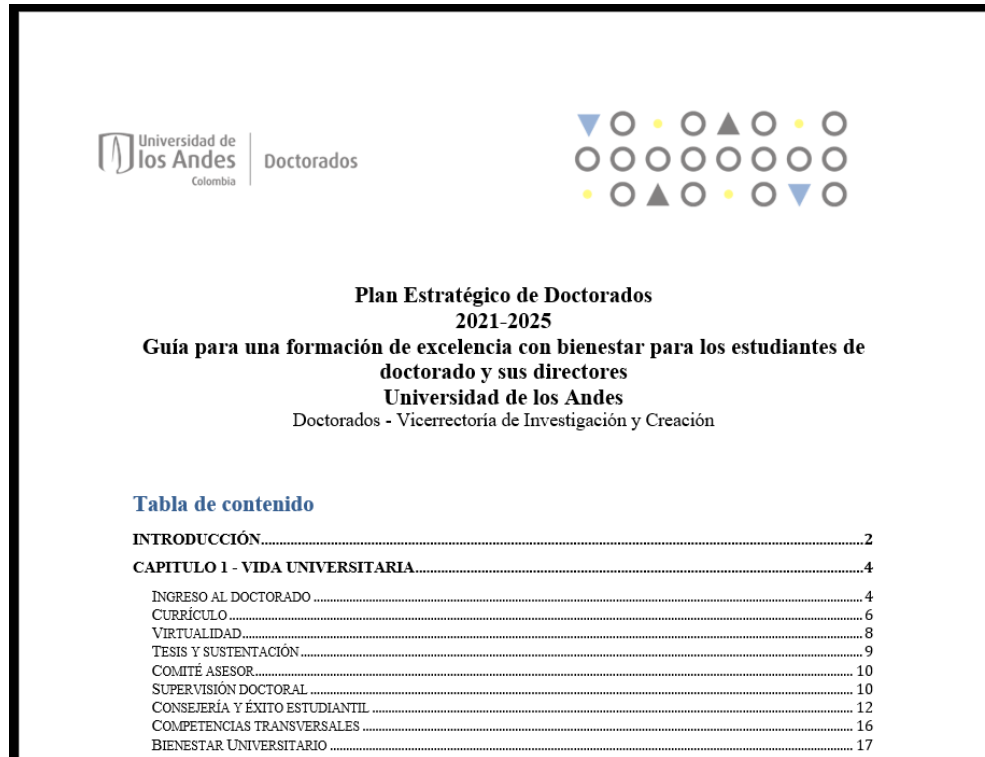 Universidad de
los Andes
Colombia
Doctorados
Plan Estratégico de Doctorados
2021-2025
Guía para una formación de excelencia con bienestar para los estudiantes de
doctorado y sus directores
Universidad de los Andes
Doctorados - Vicerrectoría de Investigación y Creación
Tabla de contenido
INTRODUCCIÓN....................2
CAPITULO 1 - VIDA UNIVERSITARIA....................4
INGRESO AL DOCTORADO....................4
CURRÍCULO....................6
VIRTUALIDAD....................8
TESIS Y SUSTENTACIÓN....................9
COMITÉ ASESOR....................10
SUPERVISIÓN DOCTORAL....................10
CONSEJERÍA Y ÉXITO ESTUDIANTIL....................12
COMPETENCIAS TRANSVERSALES....................16
BIENESTAR UNIVERSITARIO....................17